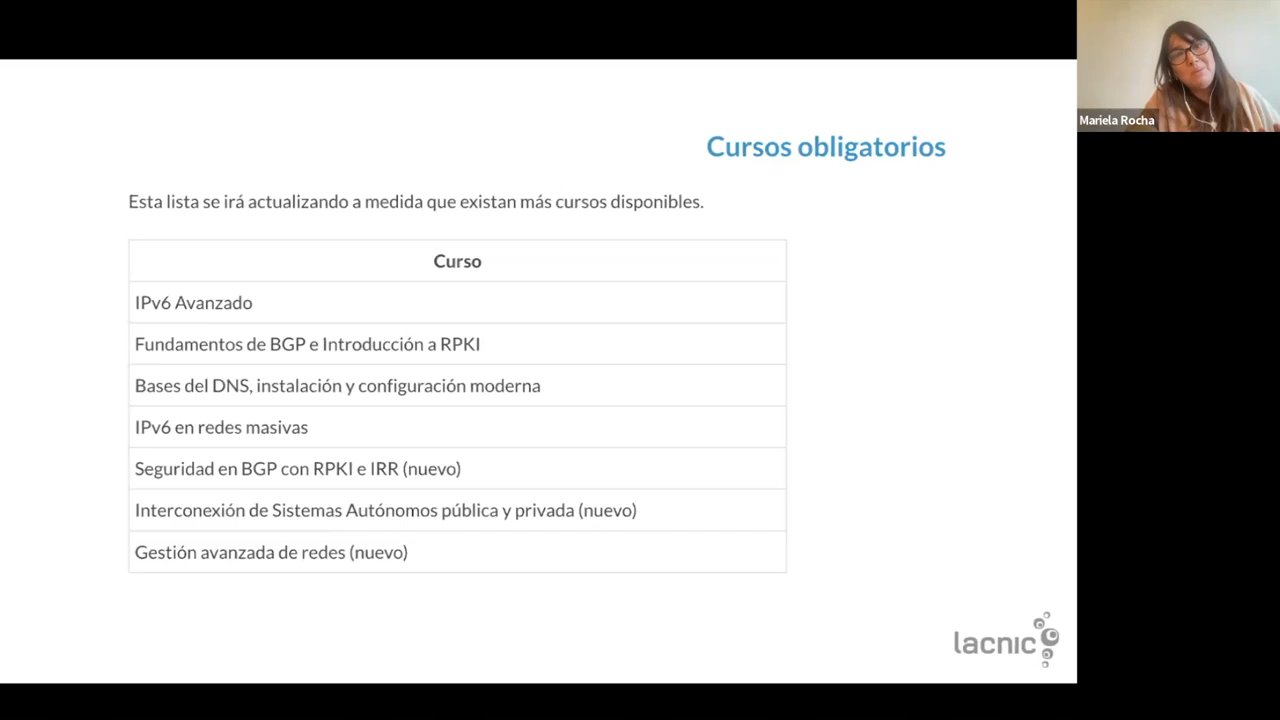 Mariela Rocha
Cursos obligatorios
Esta lista se irá actualizando a medida que existan más cursos disponibles.
Curso
IPv6 Avanzado
Fundamentos de BGP e Introducción a RPKI
Bases del DNS, instalación y configuración moderna
IPv6 en redes masivas
Seguridad en BGP con RPKI e IRR (nuevo)
Interconexión de Sistemas Autónomos pública y privada (nuevo)
Gestión avanzada de redes (nuevo)
lacnic